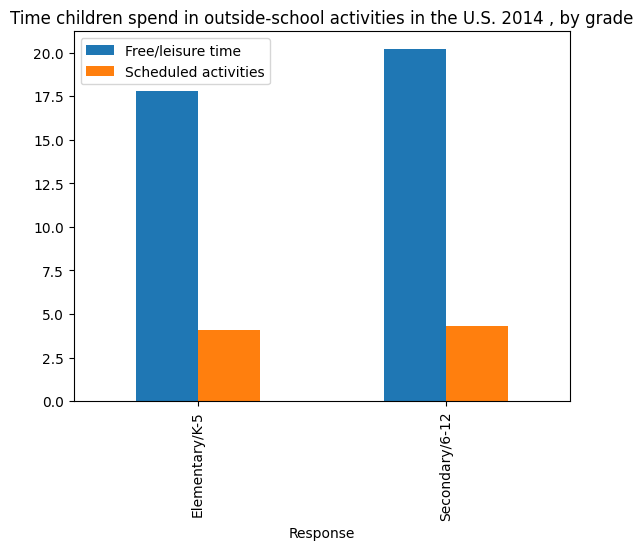 Time children spend in outside-school activities in the U.S. 2014 , by grade
Free/leisure time
Scheduled activities
20.0
17.5
15.0
12.5
10.0
7.5
5.0
2.5
0.0
Elementary/K-5
Secondary/6-12
Response